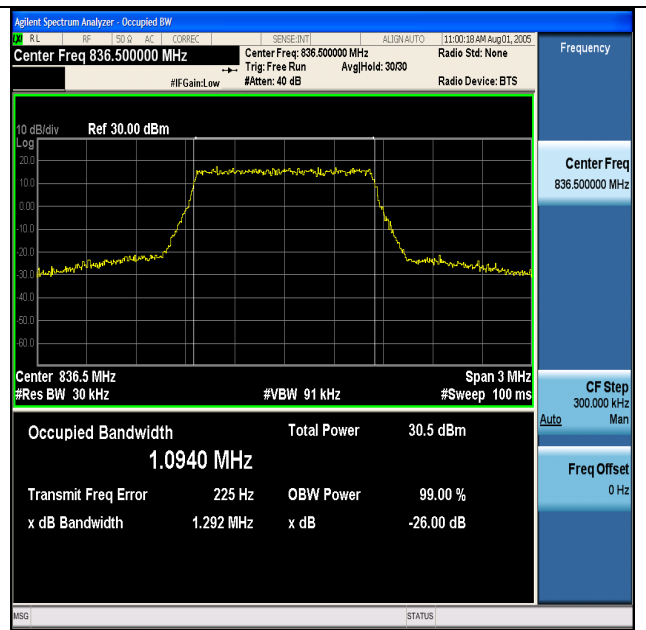 Agilent Spectrum Analyzer - Occupied BW
RL RF 50 Ω AC CORREC SENSE:INT ALIGN AUTO 11:00:18 AM Aug 01, 2005
Center Freq 836.500000 MHz
Center Freq: 836.500000 MHz
Radio Std: None
Trig: Free Run Avg|Hold: 30/30
#IFGain:Low #Atten: 40 dB Radio Device: BTS
Frequency
10 dB/div Ref 30.00 dBm
Log
20.0
10.0
0.00
-10.0
-20.0
-30.0
-40.0
-50.0
-60.0
Center 836.5 MHz Span 3 MHz
#Res BW 30 kHz #VBW 91 kHz #Sweep 100 ms
Occupied Bandwidth Total Power 30.5 dBm
1.0940 MHz
Transmit Freq Error 225 Hz OBW Power 99.00 %
x dB Bandwidth 1.292 MHz x dB -26.00 dB
Center Freq
836.500000 MHz
CF Step
300.000 kHz
Auto Man
Freq Offset
0 Hz
MSG STATUS